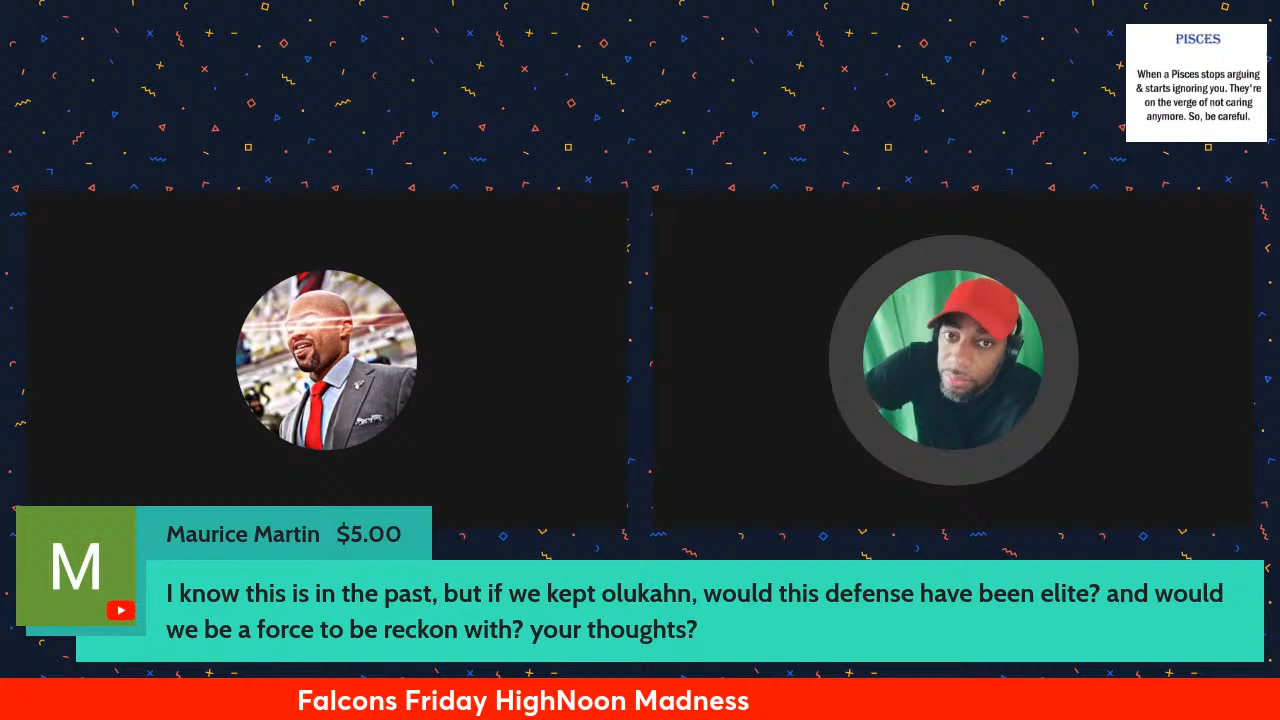 PISCES
When a Pisces stops arguing
& starts ignoring you. They're
on the verge of not caring
anymore. So, be careful.
M
Maurice Martin $5.00
I know this is in the past, but if we kept olukahn, would this defense have been elite? and would
we be a force to be reckon with? your thoughts?
Falcons Friday HighNoon Madness